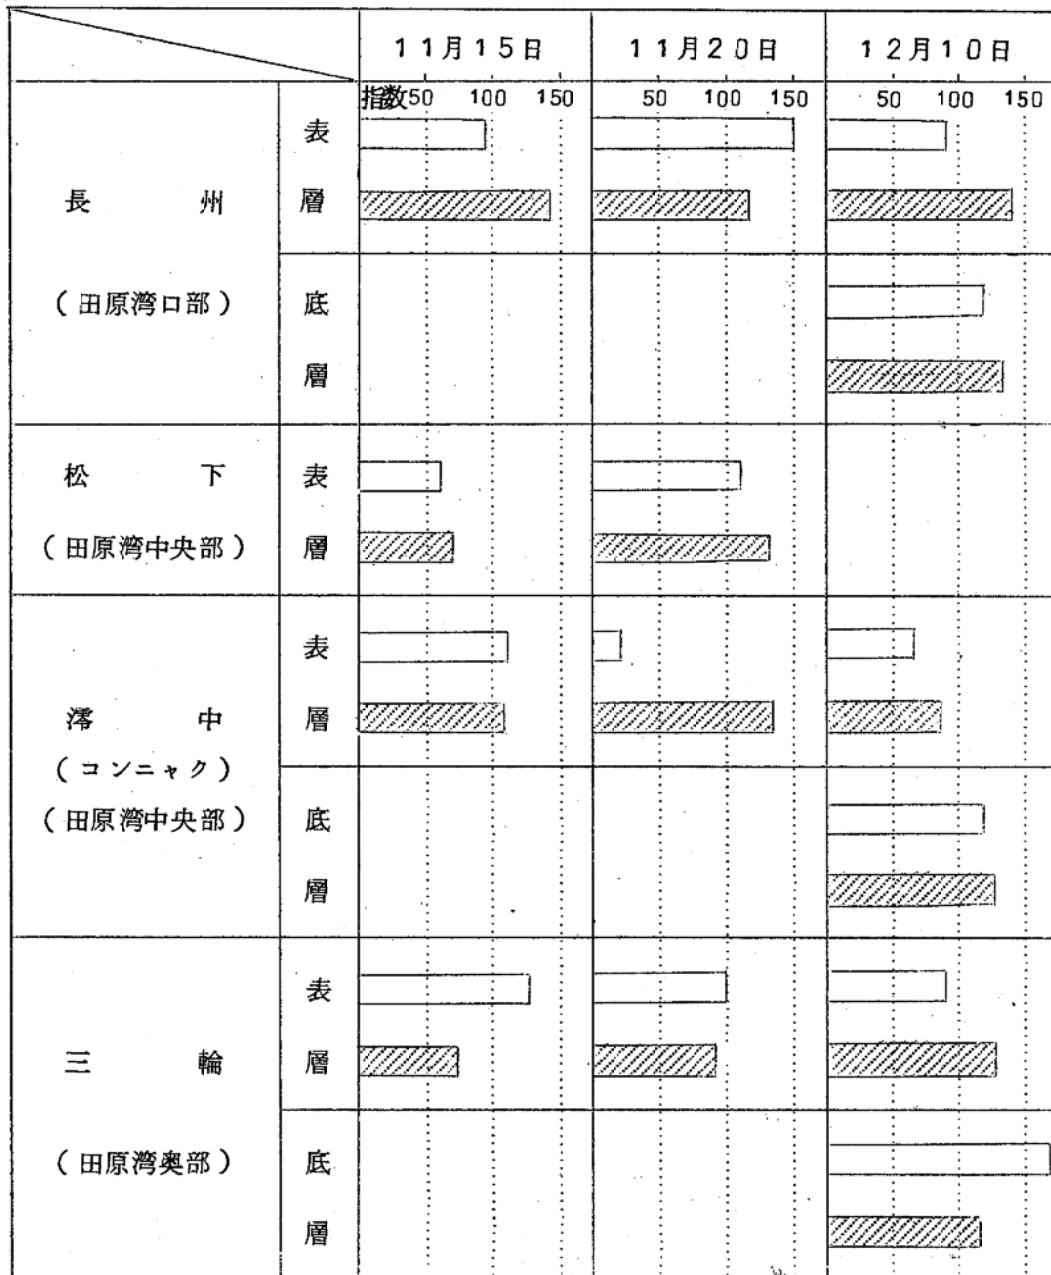 11月15日 11月20日 12月10日
指数 50 100 150 50 100 150 50 100 150
長州 表層
(田原湾口部) 底層
松下 表層
(田原湾中央部)
澪中 表層
(コンニャク)
(田原湾中央部) 底層
三輪 表層
(田原湾奥部) 底層